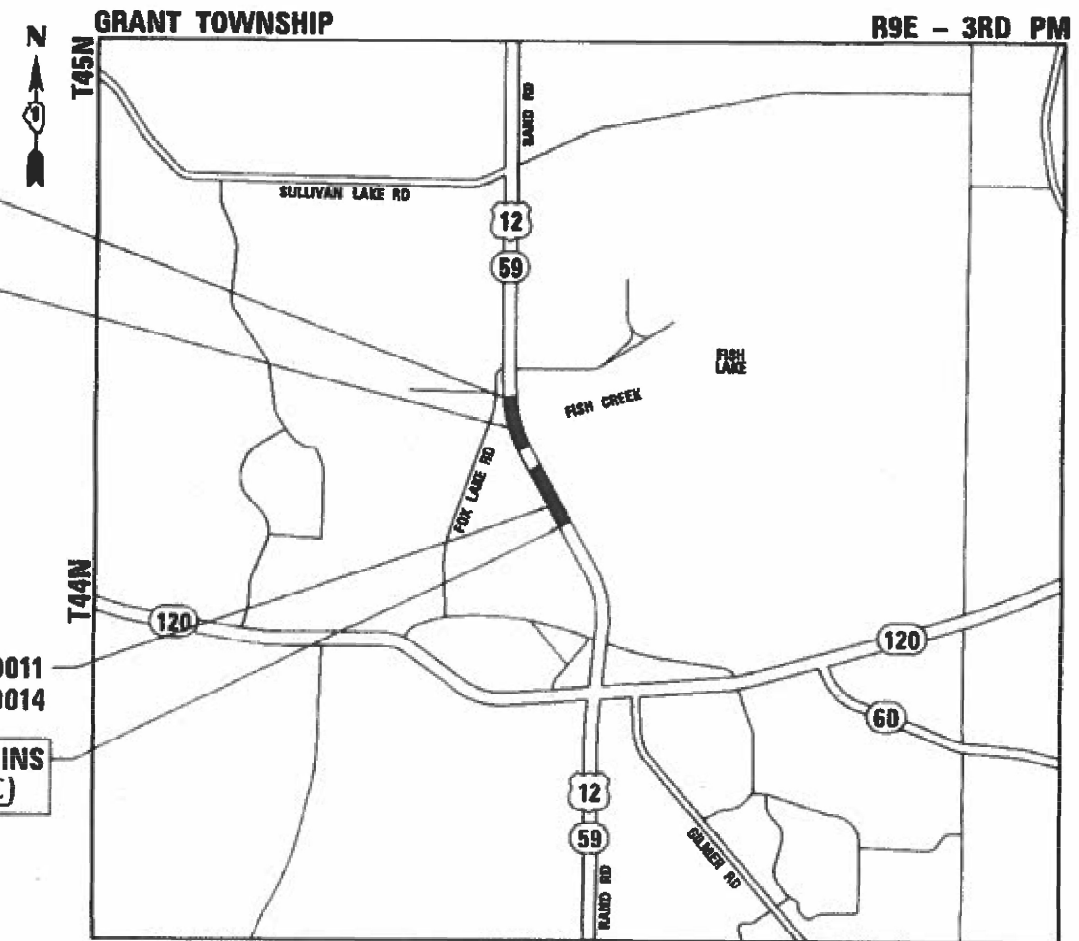 GRANT TOWNSHIP
R9E - 3RD PM
N
T45N
RAND RD
SULLIVAN LAKE RD
12
59
FISH
LAKE
FISH CREEK
FOX LAKE RD
T44N
120
120
0011
0014
60
INS
12
59
GILMER RD
RAND RD